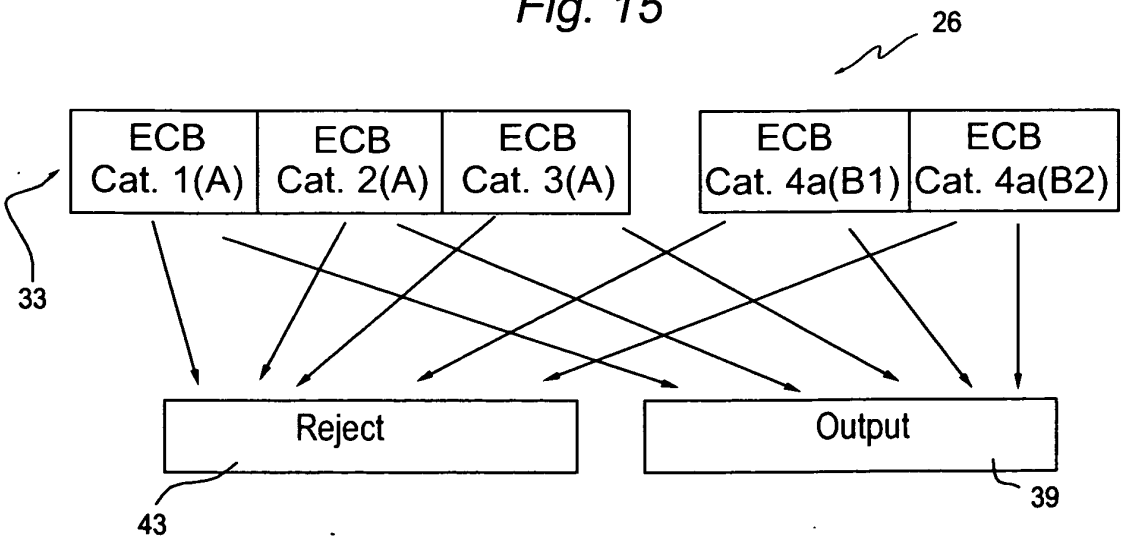 Fig. 15
26
ECB
Cat. 1(A)
ECB
Cat. 2(A)
ECB
Cat. 3(A)
ECB
Cat. 4a(B1)
ECB
Cat. 4a(B2)
33
Reject
Output
43
39